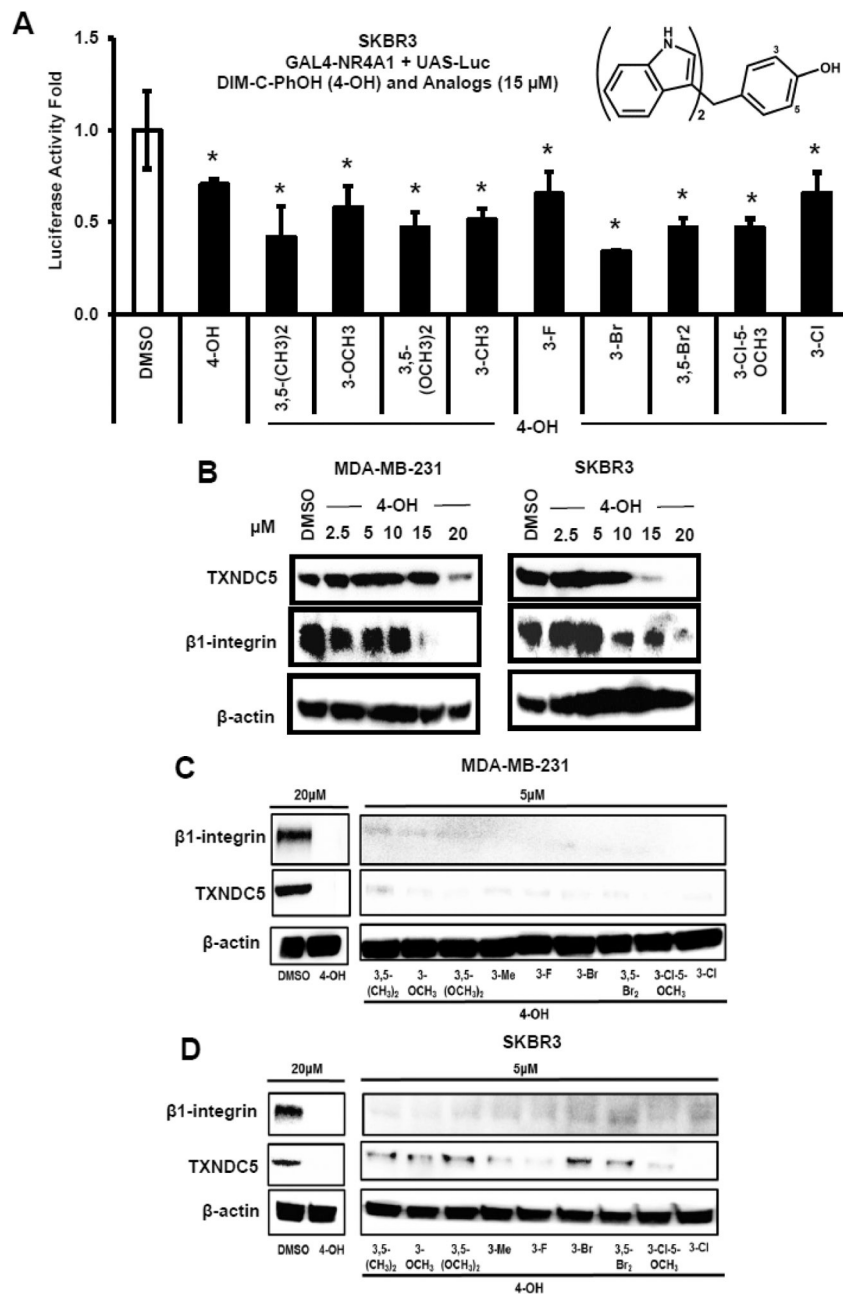 A
SKBR3
GAL4-NR4A1 + UAS-Luc
DIM-C-PhOH (4-OH) and Analogs (15 µM)
H
N
2
3
5
OH
Luciferase Activity Fold
1.5
1.0
0.5
0.0
* * * * * * * * * *
DMSO
4-OH
3,5-(CH3)2
3-OCH3
3,5-
(OCH3)2
3-CH3
3-F
3-Br
3,5-Br2
3-Cl-5-
OCH3
3-Cl
4-OH
B
MDA-MB-231
SKBR3
µM
DMSO 4-OH
2.5 5 10 15 20
DMSO 4-OH
2.5 5 10 15 20
TXNDC5
β1-integrin
β-actin
C
MDA-MB-231
20µM 5µM
β1-integrin
TXNDC5
β-actin
DMSO 4-OH
3,5- 3- 3,5- 3-Me 3-F 3-Br 3,5- 3-Cl-5- 3-Cl
(CH3)2 OCH3 (OCH3)2 Br2 OCH3
4-OH
D
SKBR3
20µM 5µM
β1-integrin
TXNDC5
β-actin
DMSO 4-OH
3,5- 3- 3,5- 3-Me 3-F 3-Br 3,5- 3-Cl-5- 3-Cl
(CH3)2 OCH3 (OCH3)2 Br2 OCH3
4-OH